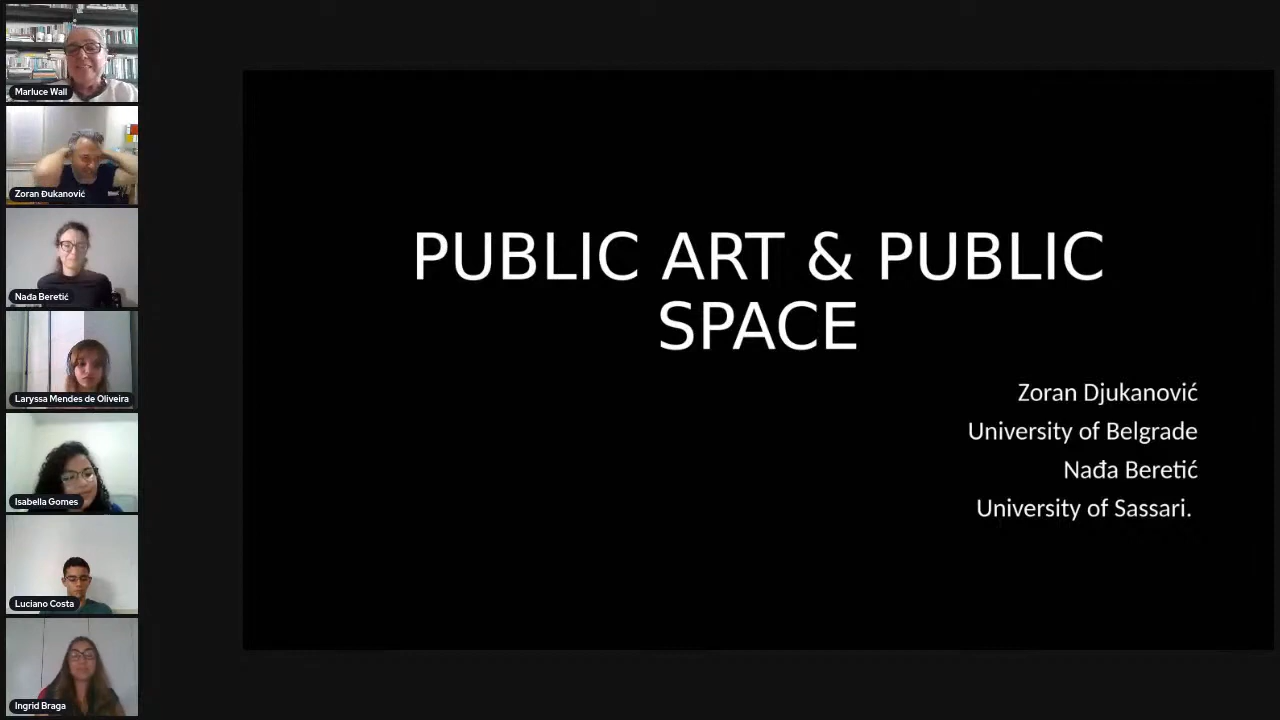 Marluce Wall
Zoran Đukanović
Nađa Beretić
Laryssa Mendes de Oliveira
Isabella Gomes
Luciano Costa
Ingrid Braga
PUBLIC ART & PUBLIC
SPACE
Zoran Djukanović
University of Belgrade
Nađa Beretić
University of Sassari.